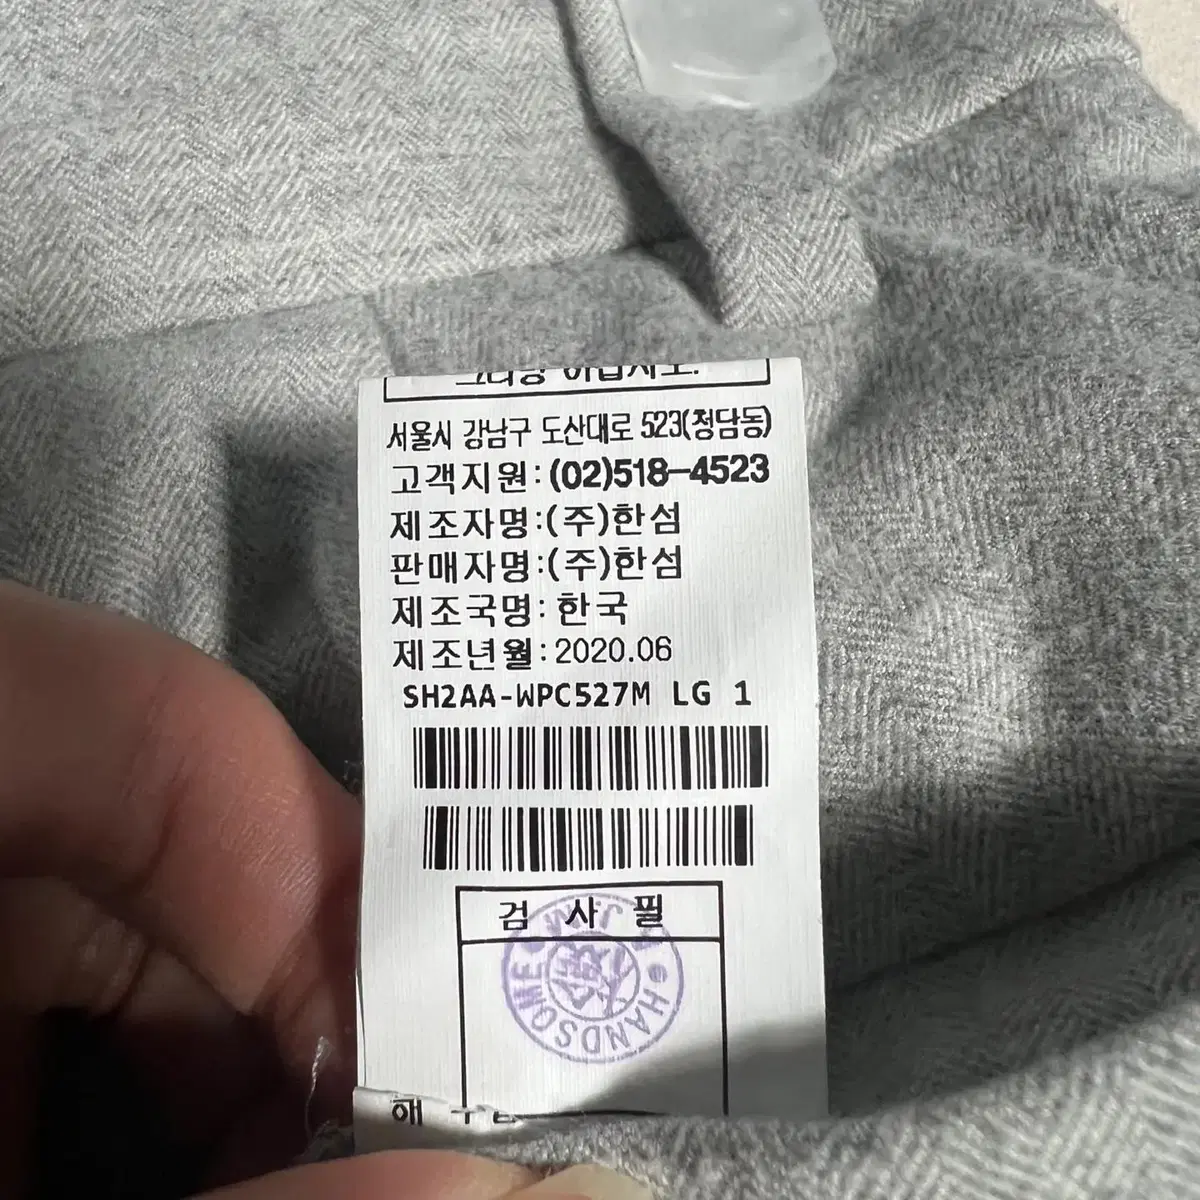 서울시 강남구 도산대로 523(청담동)
고객지원:(02)518-4523
제조자명:(주)한섬
판매자명:(주)한섬
제조국명: 한국
제조년월:2020.06
SH2AA-WPC527M LG 1
검 사 필
HANDSOME